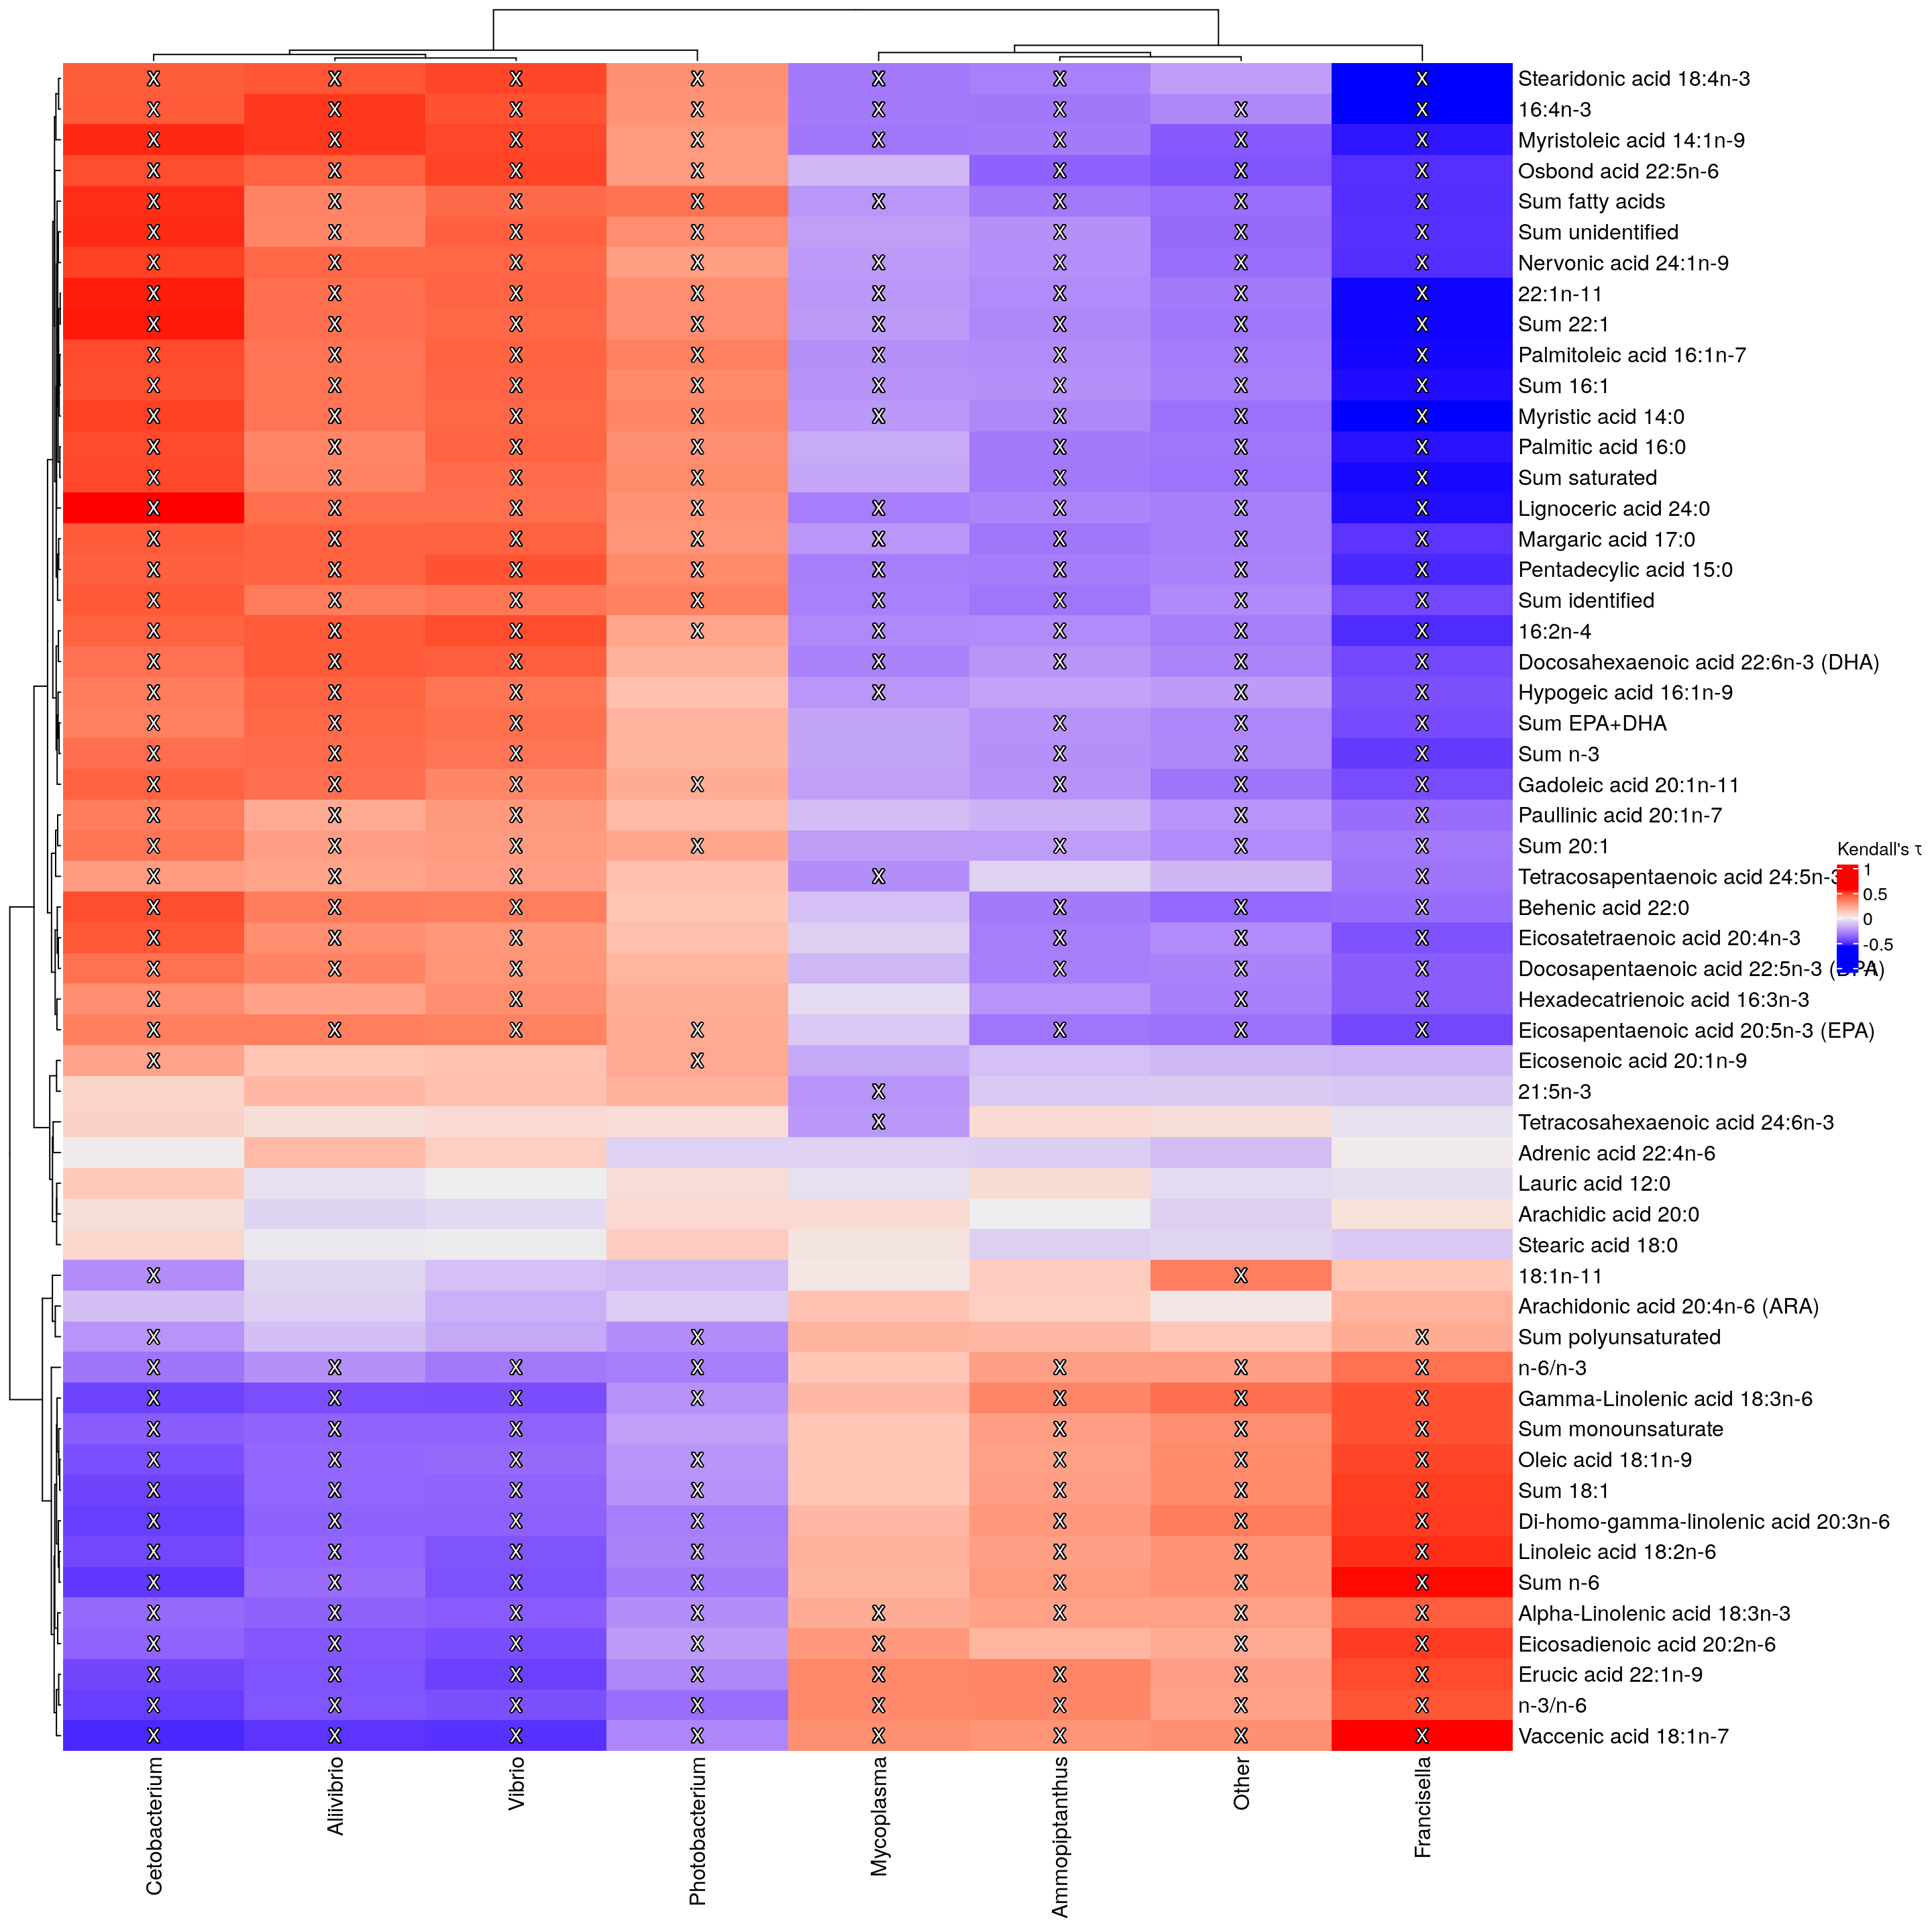 X X X X X X X Stearidonic acid 18:4n-3
X X X X X X X X 16:4n-3
X X X X X X X X Myristoleic acid 14:1n-9
X X X X X X X Osbond acid 22:5n-6
X X X X X X X X Sum fatty acids
X X X X X X X Sum unidentified
X X X X X X X X Nervonic acid 24:1n-9
X X X X X X X X 22:1n-11
X X X X X X X X Sum 22:1
X X X X X X X X Palmitoleic acid 16:1n-7
X X X X X X X X Sum 16:1
X X X X X X X X Myristic acid 14:0
X X X X X X X Palmitic acid 16:0
X X X X X X X Sum saturated
X X X X X X X X Lignoceric acid 24:0
X X X X X X X X Margaric acid 17:0
X X X X X X X X Pentadecylic acid 15:0
X X X X X X X X Sum identified
X X X X X X X X 16:2n-4
X X X X X X X Docosahexaenoic acid 22:6n-3 (DHA)
X X X X X X Hypogeic acid 16:1n-9
X X X X X X Sum EPA+DHA
X X X X X X Sum n-3
X X X X X X X Gadoleic acid 20:1n-11
X X X X X Paullinic acid 20:1n-7
X X X X X X X Sum 20:1
X X X X X Tetracosapentaenoic acid 24:5n-3
X X X X X X Behenic acid 22:0
X X X X X X Eicosatetraenoic acid 20:4n-3
X X X X X X Docosapentaenoic acid 22:5n-3 (DPA)
X X X X Hexadecatrienoic acid 16:3n-3
X X X X X X X Eicosapentaenoic acid 20:5n-3 (EPA)
X X Eicosenoic acid 20:1n-9
X 21:5n-3
X Tetracosahexaenoic acid 24:6n-3
Adrenic acid 22:4n-6
Lauric acid 12:0
Arachidic acid 20:0
Stearic acid 18:0
X X 18:1n-11
Arachidonic acid 20:4n-6 (ARA)
X X X Sum polyunsaturated
X X X X X X X n-6/n-3
X X X X X X X Gamma-Linolenic acid 18:3n-6
X X X X X X Sum monounsaturate
X X X X X X X Oleic acid 18:1n-9
X X X X X X X Sum 18:1
X X X X X X X Di-homo-gamma-linolenic acid 20:3n-6
X X X X X X X Linoleic acid 18:2n-6
X X X X X X X Sum n-6
X X X X X X X X Alpha-Linolenic acid 18:3n-3
X X X X X X X Eicosadienoic acid 20:2n-6
X X X X X X X X Erucic acid 22:1n-9
X X X X X X X X n-3/n-6
X X X X X X X X Vaccenic acid 18:1n-7
Cetobacterium
Aliivibrio
Vibrio
Photobacterium
Mycoplasma
Ammopiptanthus
Other
Francisella
Kendall's τ
1
0.5
0
-0.5